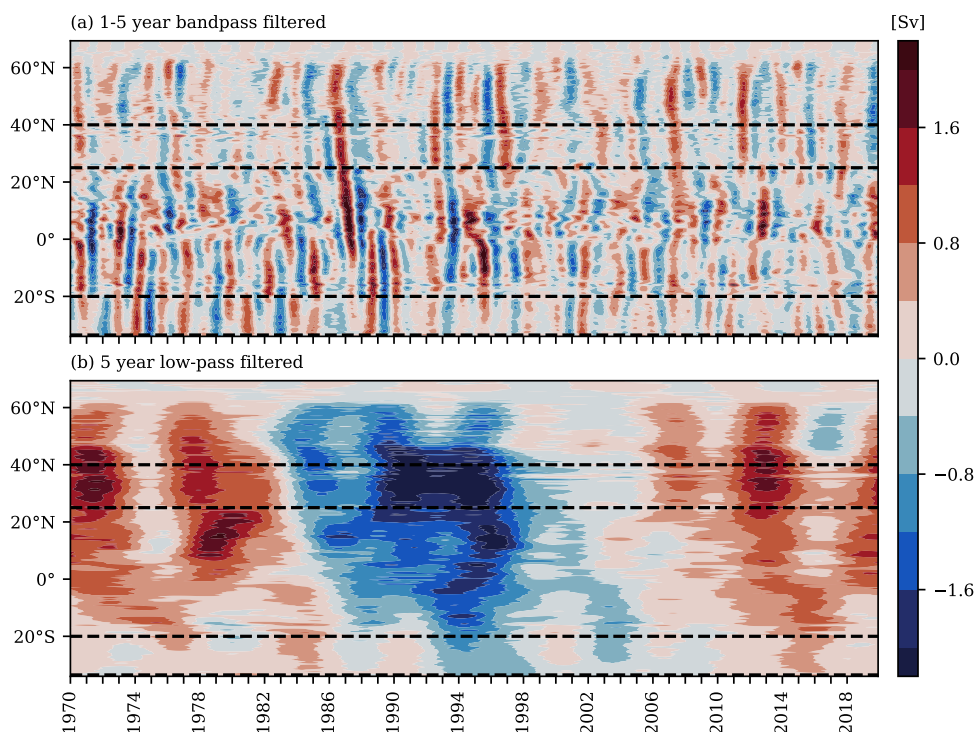 (a) 1-5 year bandpass filtered
[Sv]
60°N
40°N
20°N
0°
20°S
(b) 5 year low-pass filtered
60°N
40°N
20°N
0°
20°S
1970
1974
1978
1982
1986
1990
1994
1998
2002
2006
2010
2014
2018
1.6
0.8
0.0
−0.8
−1.6